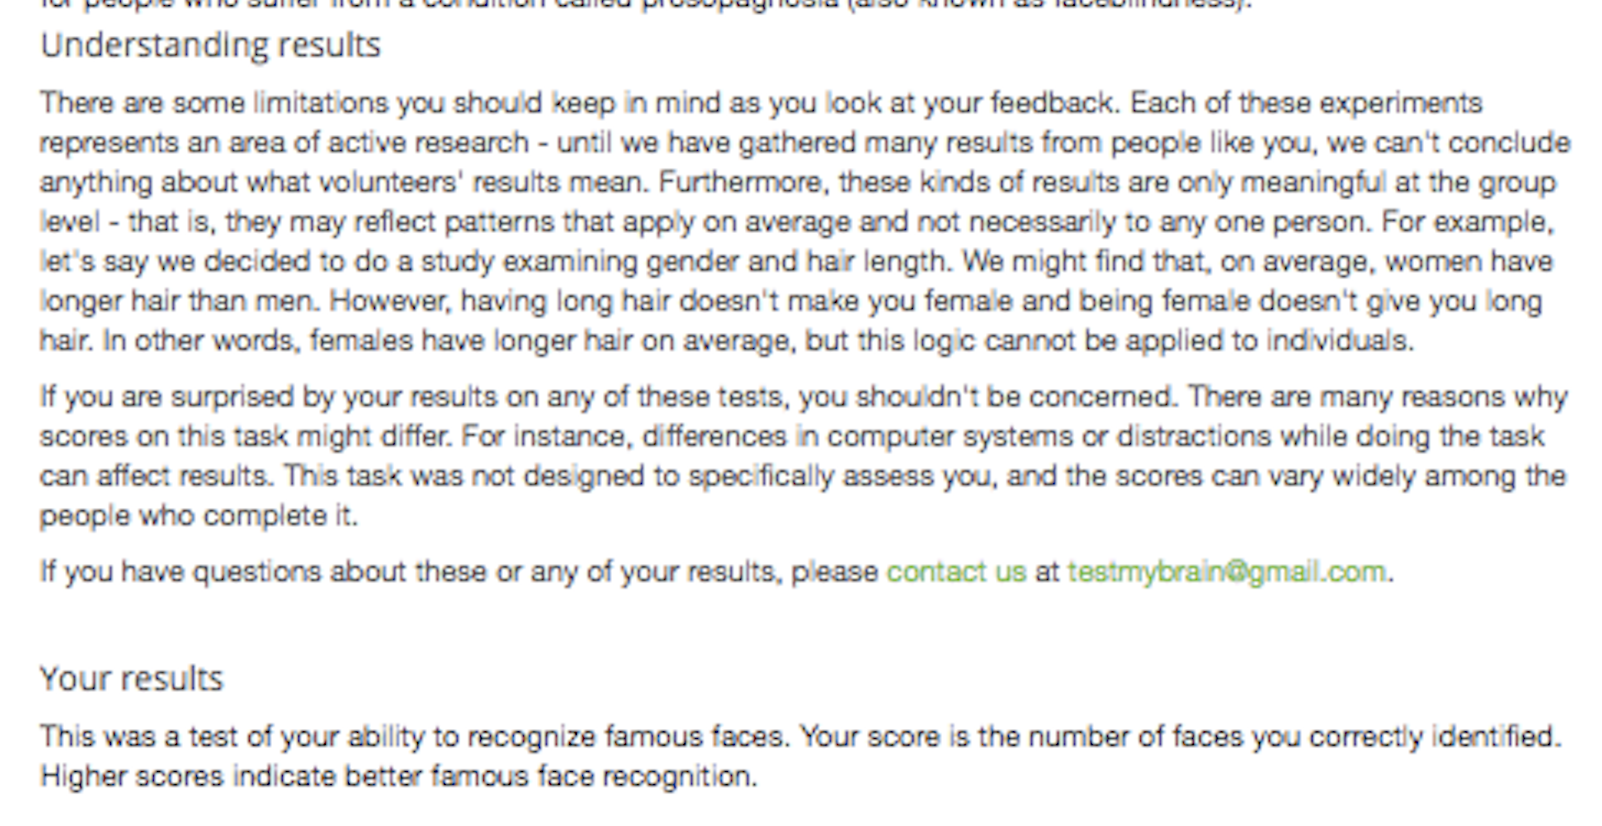 for people who suffer from a condition called prosopagnosia (also known as faceblindness).
Understanding results
There are some limitations you should keep in mind as you look at your feedback. Each of these experiments
represents an area of active research - until we have gathered many results from people like you, we can't conclude
anything about what volunteers' results mean. Furthermore, these kinds of results are only meaningful at the group
level - that is, they may reflect patterns that apply on average and not necessarily to any one person. For example,
let's say we decided to do a study examining gender and hair length. We might find that, on average, women have
longer hair than men. However, having long hair doesn't make you female and being female doesn't give you long
hair. In other words, females have longer hair on average, but this logic cannot be applied to individuals.
If you are surprised by your results on any of these tests, you shouldn't be concerned. There are many reasons why
scores on this task might differ. For instance, differences in computer systems or distractions while doing the task
can affect results. This task was not designed to specifically assess you, and the scores can vary widely among the
people who complete it.
If you have questions about these or any of your results, please contact us at testmybrain@gmail.com.
Your results
This was a test of your ability to recognize famous faces. Your score is the number of faces you correctly identified.
Higher scores indicate better famous face recognition.